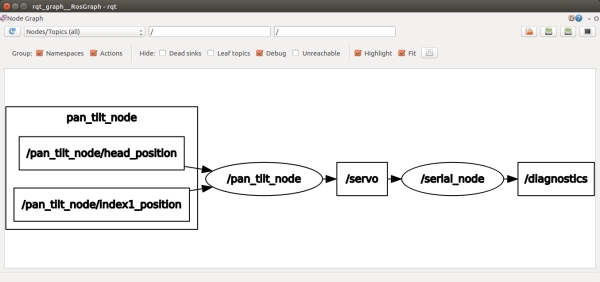 rqt_graph__RosGraph - rqt
Node Graph
Nodes/Topics (all) / /
Group: Namespaces Actions Hide: Dead sinks Leaf topics Debug Unreachable Highlight Fit
pan_tilt_node
/pan_tilt_node/head_position
/pan_tilt_node/index1_position
/pan_tilt_node
/servo
/serial_node
/diagnostics